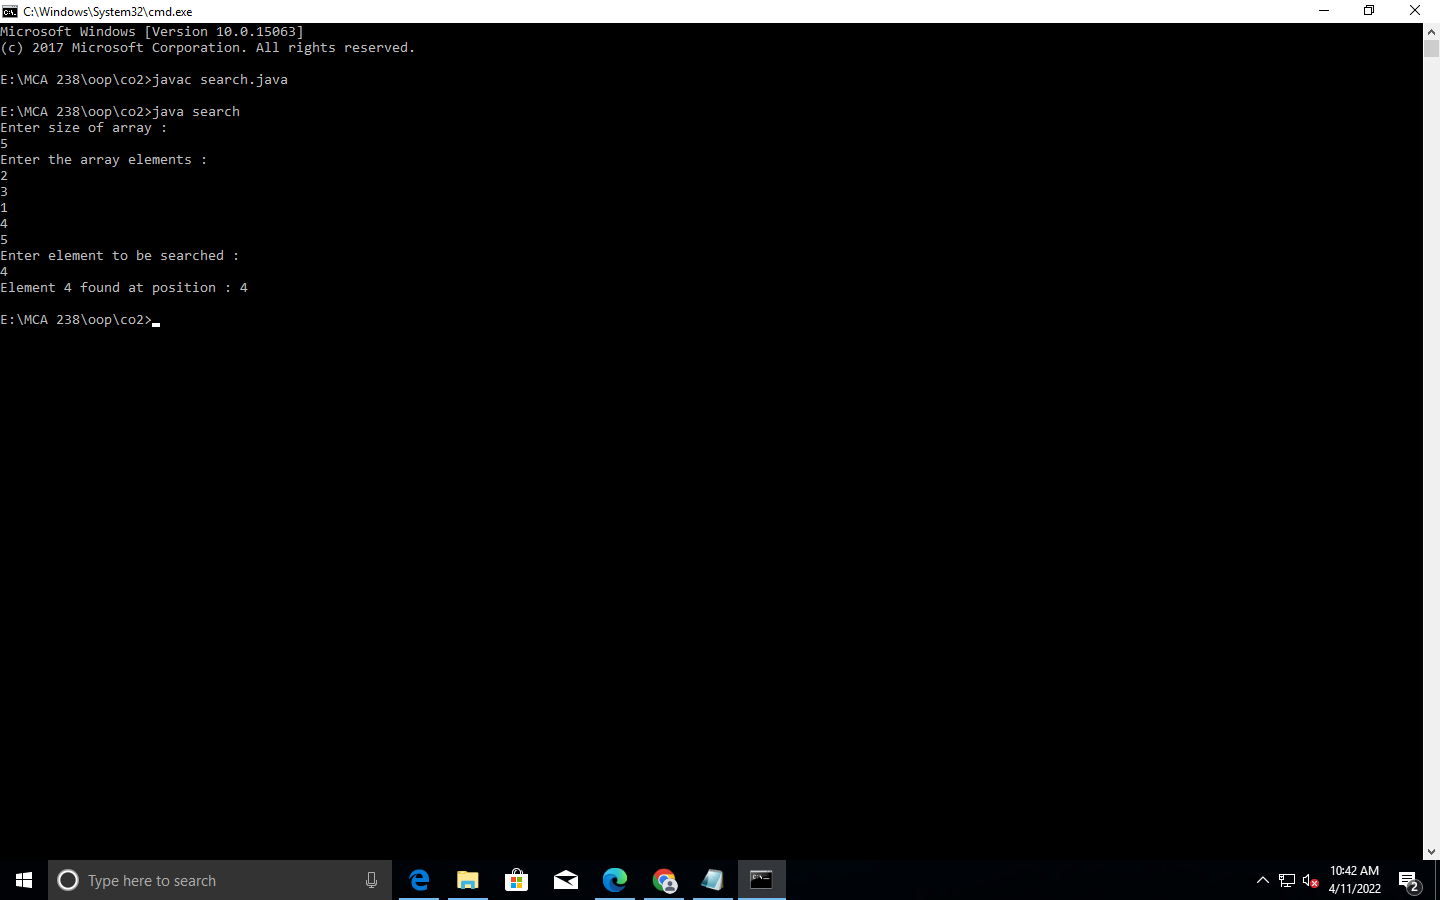 C:\Windows\System32\cmd.exe
Microsoft Windows [Version 10.0.15063]
(c) 2017 Microsoft Corporation. All rights reserved.
E:\MCA 238\oop\co2>javac search.java
E:\MCA 238\oop\co2>java search
Enter size of array :
5
Enter the array elements :
2
3
1
4
5
Enter element to be searched :
4
Element 4 found at position : 4
E:\MCA 238\oop\co2>
Type here to search
10:42 AM
4/11/2022
2